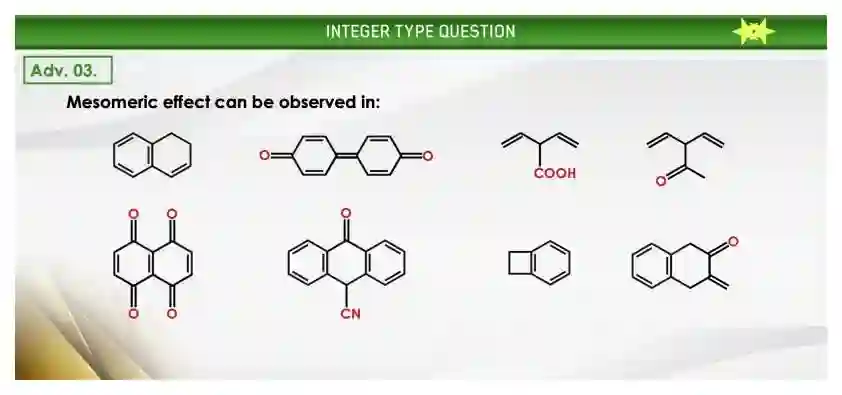 INTEGER TYPE QUESTION
Adv. 03.
Mesomeric effect can be observed in:
O O
COOH
O
O O
O
O
O O
CN